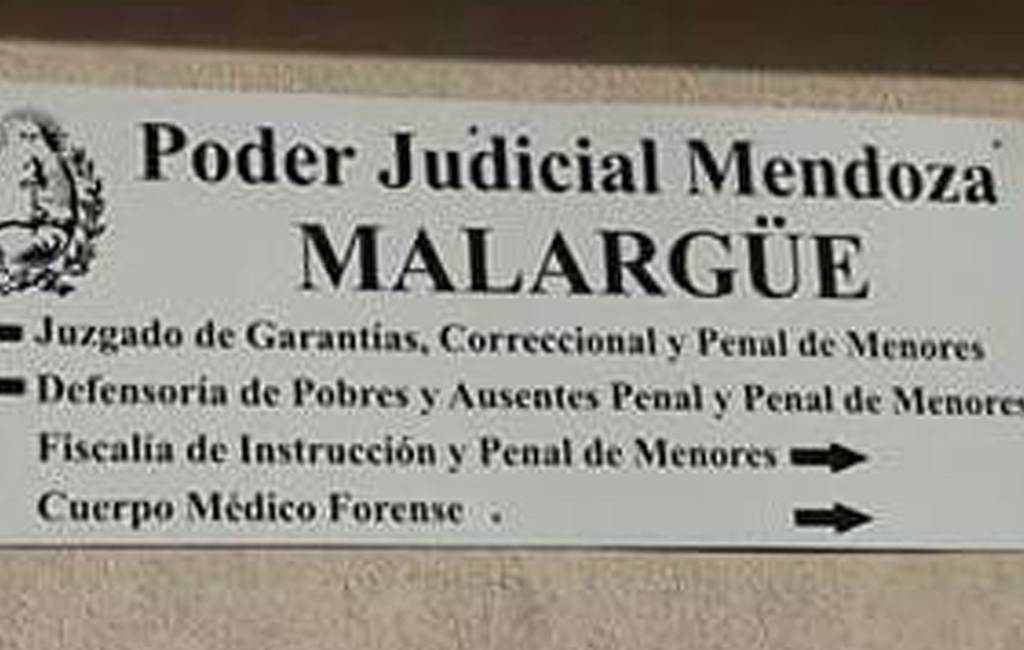 Poder Judicial Mendoza
MALARGÜE
Juzgado de Garantías, Correccional y Penal de Menores
Defensoría de Pobres y Ausentes Penal y Penal de Menores
Fiscalía de Instrucción y Penal de Menores
Cuerpo Médico Forense